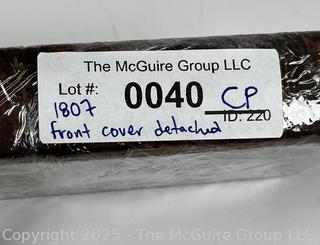 The McGuire Group LLC
Lot #: 0040 CP
1807 ID: 220
front cover detached
Copyright 2025 - The McGuire Group LLC